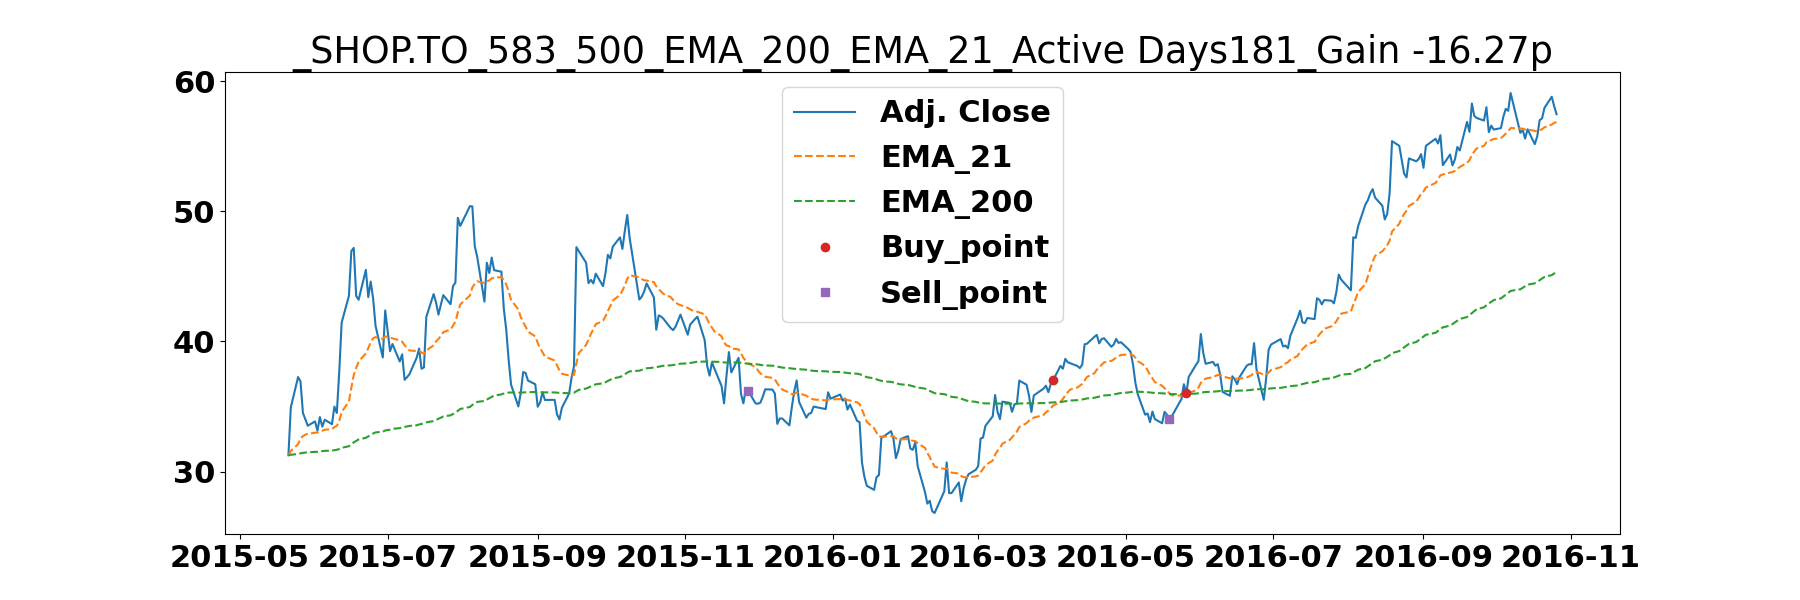 _SHOP.TO_583_500_EMA_200_EMA_21_Active Days181_Gain -16.27p
60
50
40
30
Adj. Close
EMA_21
EMA_200
Buy_point
Sell_point
2015-05 2015-07 2015-09 2015-11 2016-01 2016-03 2016-05 2016-07 2016-09 2016-11